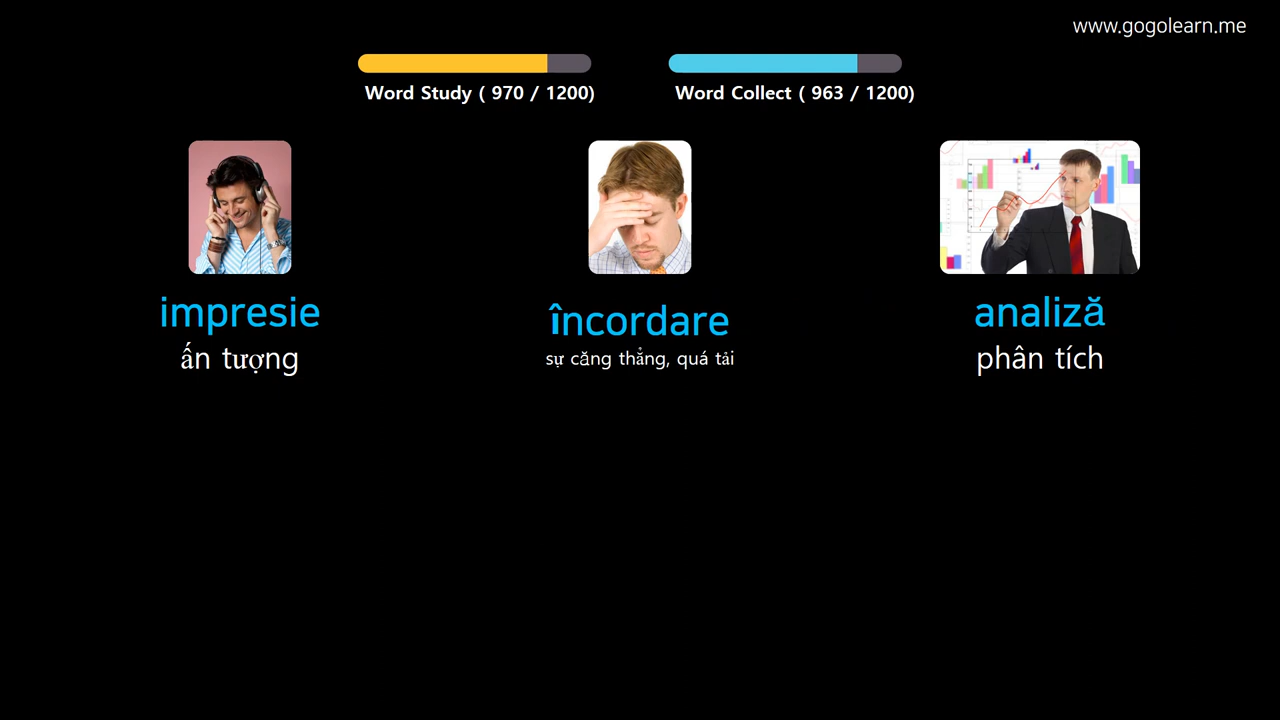 www.gogolearn.me
Word Study ( 970 / 1200)
Word Collect ( 963 / 1200)
impresie
încordare
analiză
ấn tượng
sự căng thẳng, quá tải
phân tích